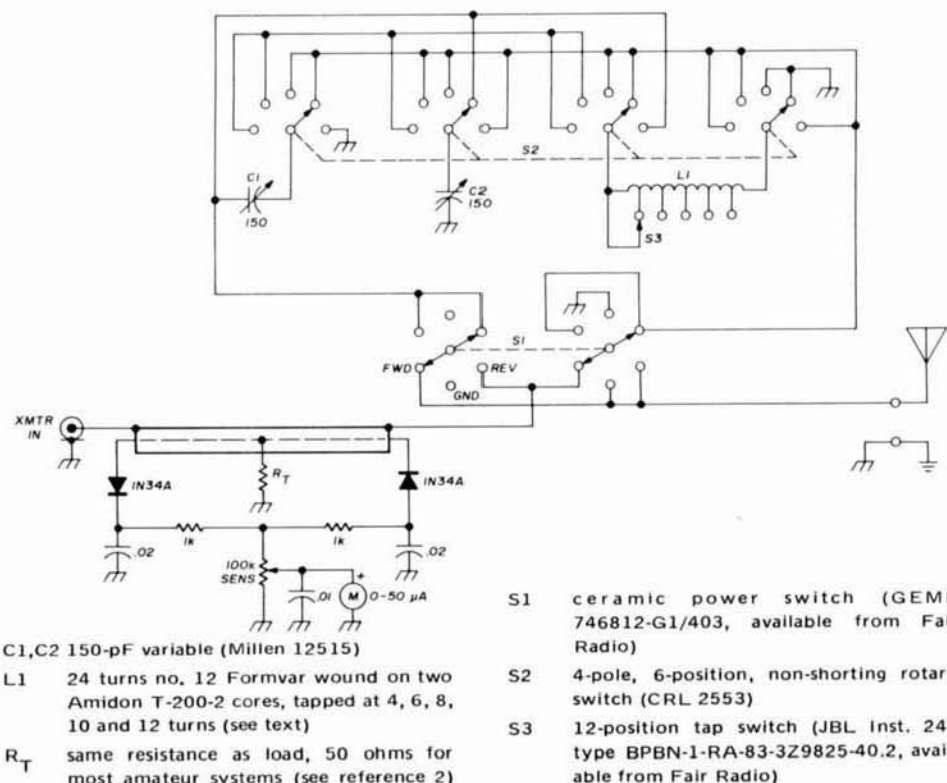 S2
C1
150
C2
150
L1
S3
S1
FWD
REV
GND
XMTR
IN
1N34A
RT
1N34A
.02
1k
1k
.02
100k
SENS
.01
+
M
0-50 µA
C1,C2 150-pF variable (Millen 12515)
L1 24 turns no. 12 Formvar wound on two
Amidon T-200-2 cores, tapped at 4, 6, 8,
10 and 12 turns (see text)
RT same resistance as load, 50 ohms for
most amateur systems (see reference 2)
S1 ceramic power switch
746812-G1/403, available from
Radio)
S2 4-pole, 6-position, non-shorting
switch (CRL 2553)
S3 12-position tap switch (JBL Inst.
type BPBN-1-RA-83-3Z9825-40.2,
able from Fair Radio)